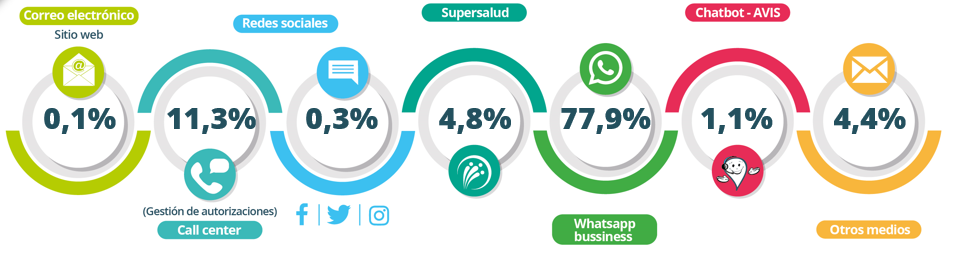 Correo electrónico
Sitio web
0,1%
11,3%
(Gestión de autorizaciones)
Call center
Redes sociales
0,3%
Supersalud
4,8%
77,9%
Whatsapp
bussiness
Chatbot - AVIS
1,1%
4,4%
Otros medios